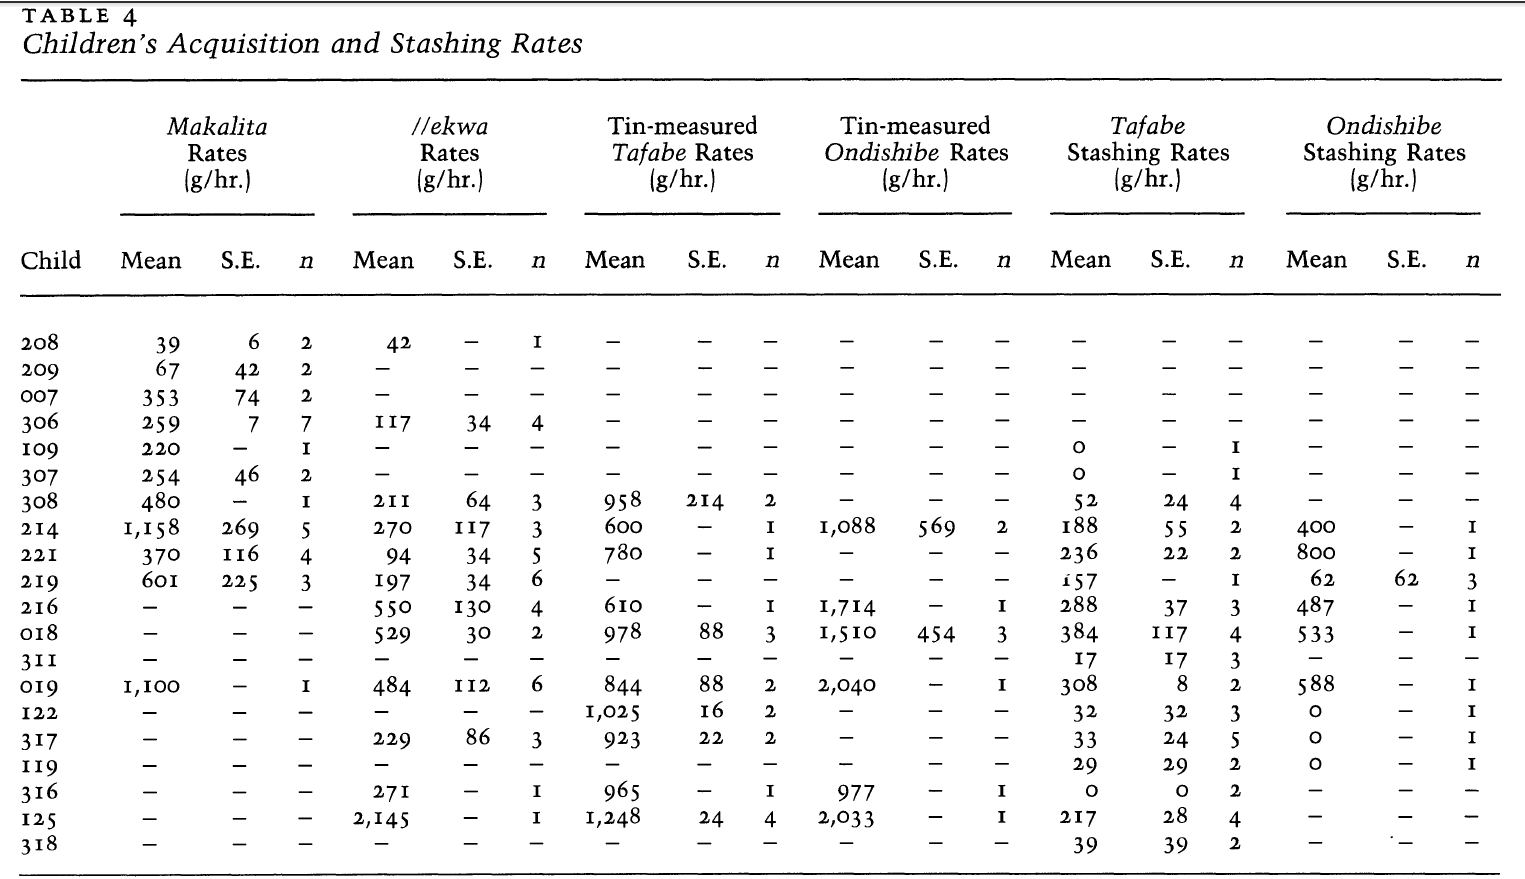 TABLE 4
Children's Acquisition and Stashing Rates
Makalita //ekwa Tin-measured Tin-measured Tafabe Ondishibe
Rates Rates Tafabe Rates Ondishibe Rates Stashing Rates Stashing Rates
(g/hr.) (g/hr.) (g/hr.) (g/hr.) (g/hr.) (g/hr.)
Child Mean S.E. n Mean S.E. n Mean S.E. n Mean S.E. n Mean S.E. n Mean S.E. n
208 39 6 2 42 – 1 – – – – – – – – – – – –
209 67 42 2 – – – – – – – – – – – – – – –
007 353 74 2 – – – – – – – – – – – – – – –
306 259 7 7 117 34 4 – – – – – – – – – – – –
109 220 – 1 – – – – – – – – – 0 – 1 – – –
307 254 46 2 – – – – – – – – – 0 – 1 – – –
308 480 – 1 211 64 3 958 214 2 – – – 52 24 4 – – –
214 1,158 269 5 270 117 3 600 – 1 1,088 569 2 188 55 2 400 – 1
221 370 116 4 94 34 5 780 – 1 – – – 236 22 2 800 – 1
219 601 225 3 197 34 6 – – – – – – 157 – 1 62 62 3
216 – – – 550 130 4 610 – 1 1,714 – 1 288 37 3 487 – 1
018 – – – 529 30 2 978 88 3 1,510 454 3 384 117 4 533 – 1
311 – – – – – – – – – – – – 17 17 3 – – –
019 1,100 – 1 484 112 6 844 88 2 2,040 – 1 308 8 2 588 – 1
122 – – – – – – 1,025 16 2 – – – 32 32 3 0 – 1
317 – – – 229 86 3 923 22 2 – – – 33 24 5 0 – 1
119 – – – – – – – – – – – – 29 29 2 0 – 1
316 – – – 271 – 1 965 – 1 977 – 1 0 0 2 – – –
125 – – – 2,145 – 1 1,248 24 4 2,033 – 1 217 28 4 – – –
318 – – – – – – – – – – – – 39 39 2 – – –